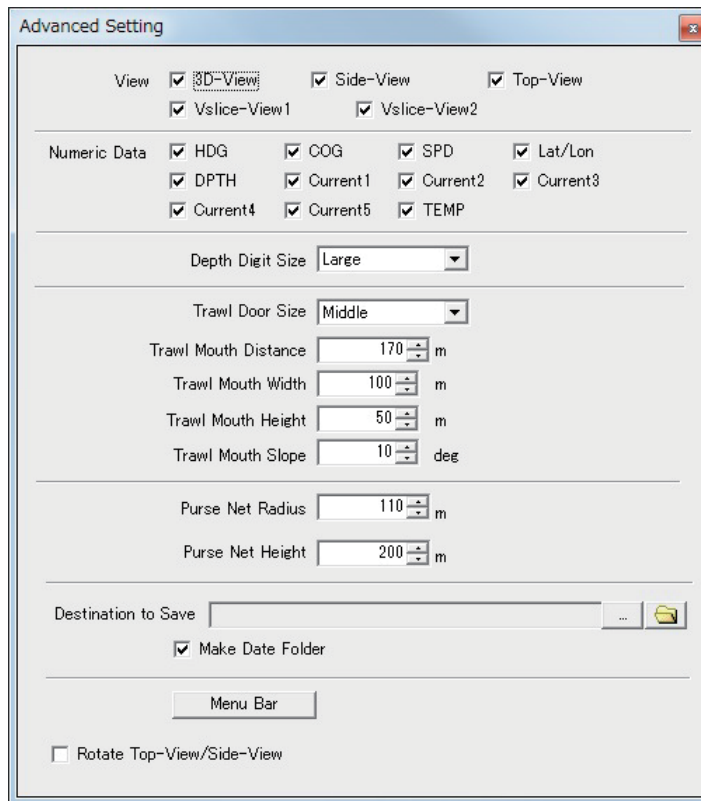 Advanced Setting
View 3D-View Side-View Top-View
Vslice-View1 Vslice-View2
Numeric Data HDG COG SPD Lat/Lon
DPTH Current1 Current2 Current3
Current4 Current5 TEMP
Depth Digit Size Large
Trawl Door Size Middle
Trawl Mouth Distance 170 m
Trawl Mouth Width 100 m
Trawl Mouth Height 50 m
Trawl Mouth Slope 10 deg
Purse Net Radius 110 m
Purse Net Height 200 m
Destination to Save ...
Make Date Folder
Menu Bar
Rotate Top-View/Side-View